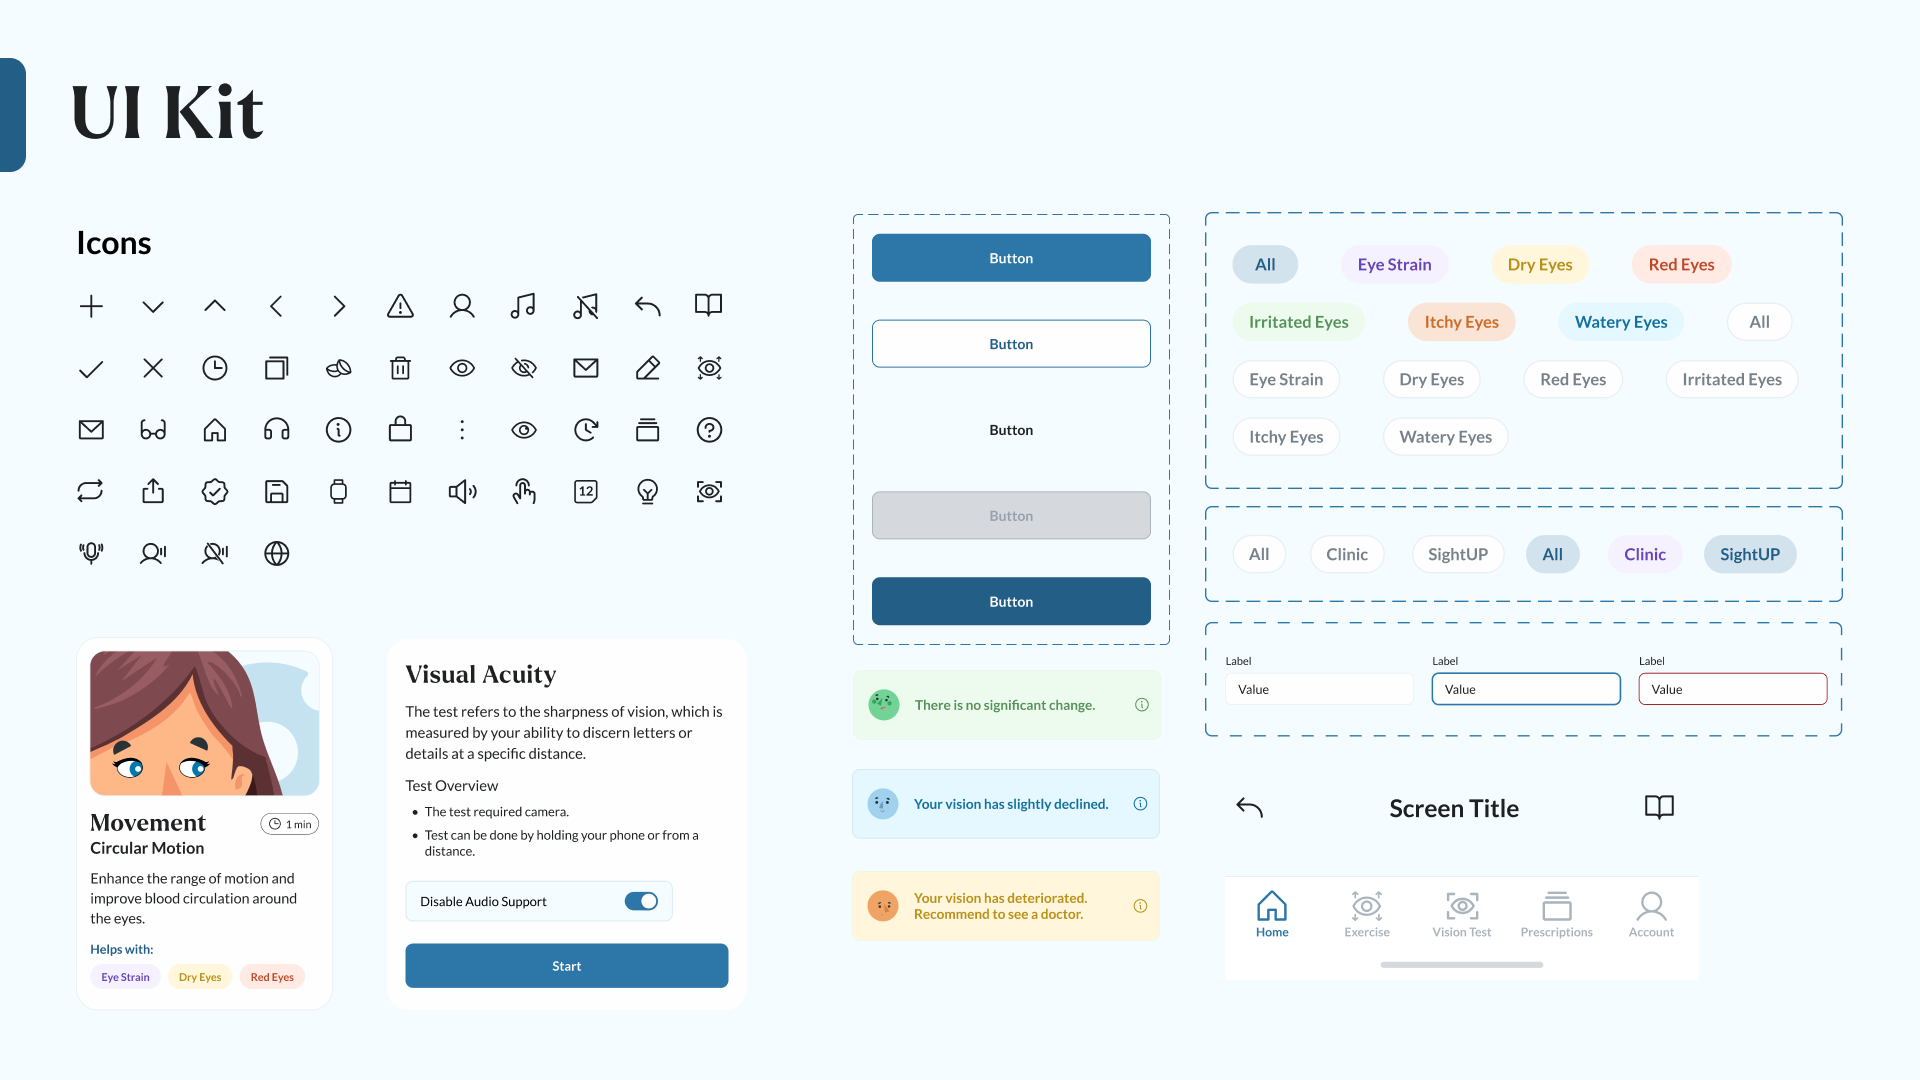 UI Kit
Icons
12
Movement
1 min
Circular Motion
Enhance the range of motion and
improve blood circulation around
the eyes.
Helps with:
Eye Strain
Dry Eyes
Red Eyes
Visual Acuity
The test refers to the sharpness of vision, which is
measured by your ability to discern letters or
details at a specific distance.
Test Overview
• The test required camera.
• Test can be done by holding your phone or from a
distance.
Disable Audio Support
Start
Button
Button
Button
Button
Button
There is no significant change.
Your vision has slightly declined.
Your vision has deteriorated.
Recommend to see a doctor.
All
Eye Strain
Dry Eyes
Red Eyes
Irritated Eyes
Itchy Eyes
Watery Eyes
All
Eye Strain
Dry Eyes
Red Eyes
Irritated Eyes
Itchy Eyes
Watery Eyes
All
Clinic
SightUP
All
Clinic
SightUP
Label
Value
Label
Value
Label
Value
Screen Title
Home
Exercise
Vision Test
Prescriptions
Account